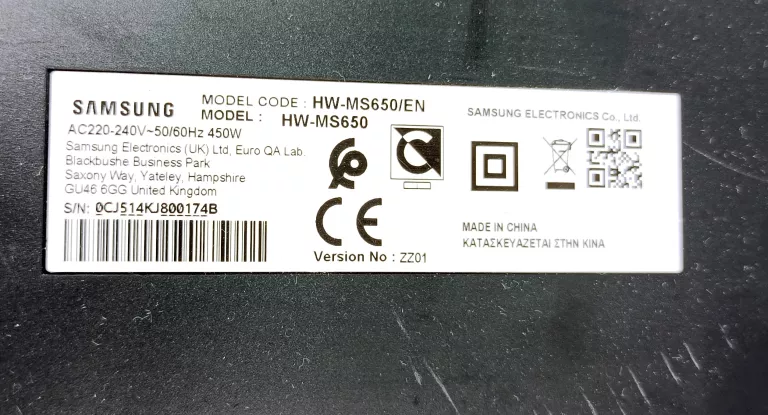 SAMSUNG
MODEL CODE : HW-MS650/EN
MODEL : HW-MS650
AC220-240V~50/60Hz 450W
Samsung Electronics (UK) Ltd, Euro QA Lab.
Blackbushe Business Park
Saxony Way, Yateley, Hampshire
GU46 6GG United Kingdom
S/N: 0CJ514KJ800174B
CE
Version No : ZZ01
SAMSUNG ELECTRONICS Co., Ltd.
MADE IN CHINA
ΚΑΤΑΣΚΕΥΑΖΕΤΑΙ ΣΤΗΝ ΚΙΝΑ